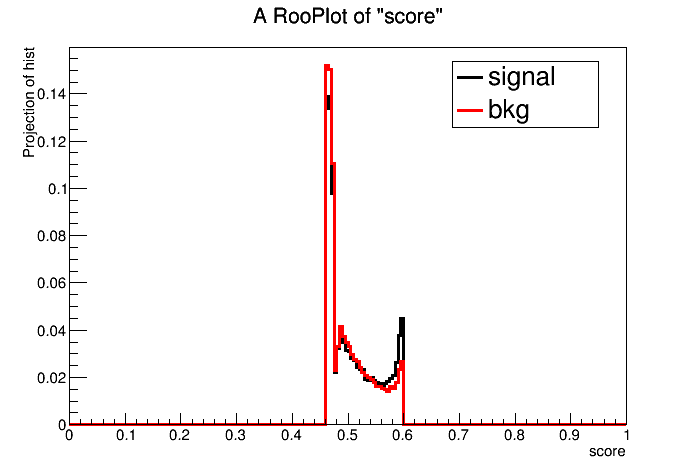 A RooPlot of "score"
Projection of hist
signal
bkg
0.14
0.12
0.1
0.08
0.06
0.04
0.02
0
0 0.1 0.2 0.3 0.4 0.5 0.6 0.7 0.8 0.9 1
score